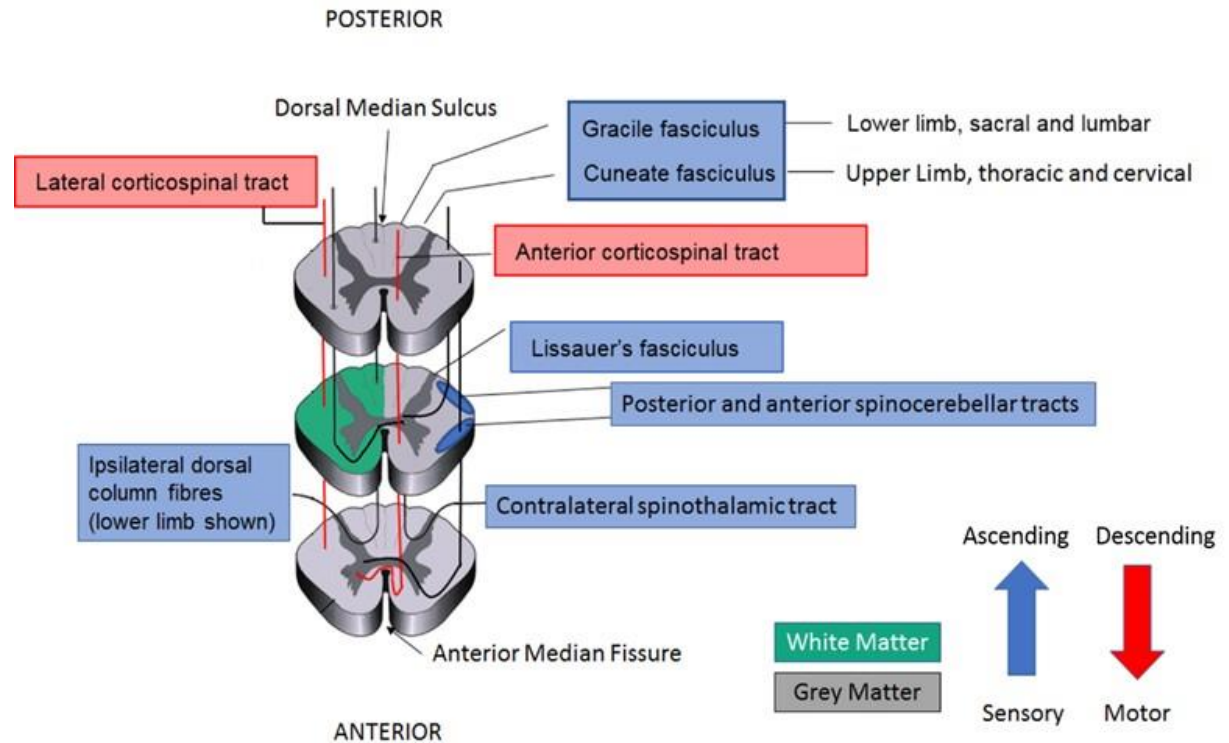 POSTERIOR
Dorsal Median Sulcus
Gracile fasciculus
Lower limb, sacral and lumbar
Cuneate fasciculus
Upper Limb, thoracic and cervical
Lateral corticospinal tract
Anterior corticospinal tract
Lissauer's fasciculus
Posterior and anterior spinocerebellar tracts
Ipsilateral dorsal
column fibres
(lower limb shown)
Contralateral spinothalamic tract
Ascending
Descending
Anterior Median Fissure
White Matter
Grey Matter
Sensory
Motor
ANTERIOR